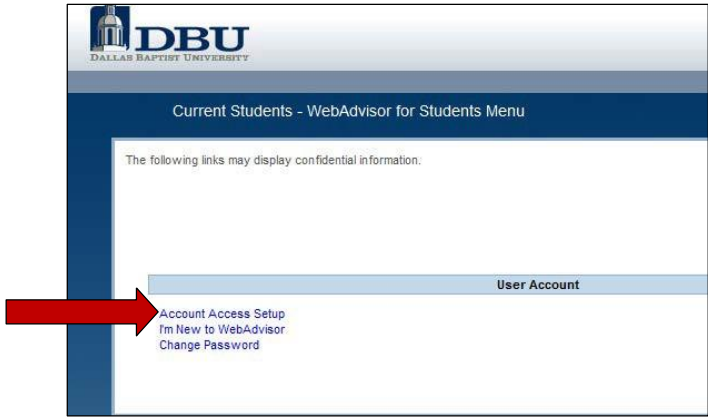 DBU
DALLAS BAPTIST UNIVERSITY
Current Students - WebAdvisor for Students Menu
The following links may display confidential information.
User Account
Account Access Setup
I'm New to WebAdvisor
Change Password